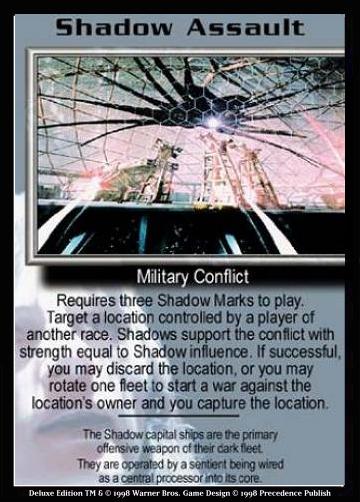 Shadow Assault
Military Conflict
Requires three Shadow Marks to play.
Target a location controlled by a player of
another race. Shadows support the conflict with
strength equal to Shadow influence. If successful,
you may discard the location, or you may
rotate one fleet to start a war against the
location's owner and you capture the location.
The Shadow capital ships are the primary
offensive weapon of their dark fleet.
They are operated by a sentient being wired
as a central processor into its core.
Deluxe Edition TM & © 1998 Warner Bros. Game Design © 1998 Precedence Publish